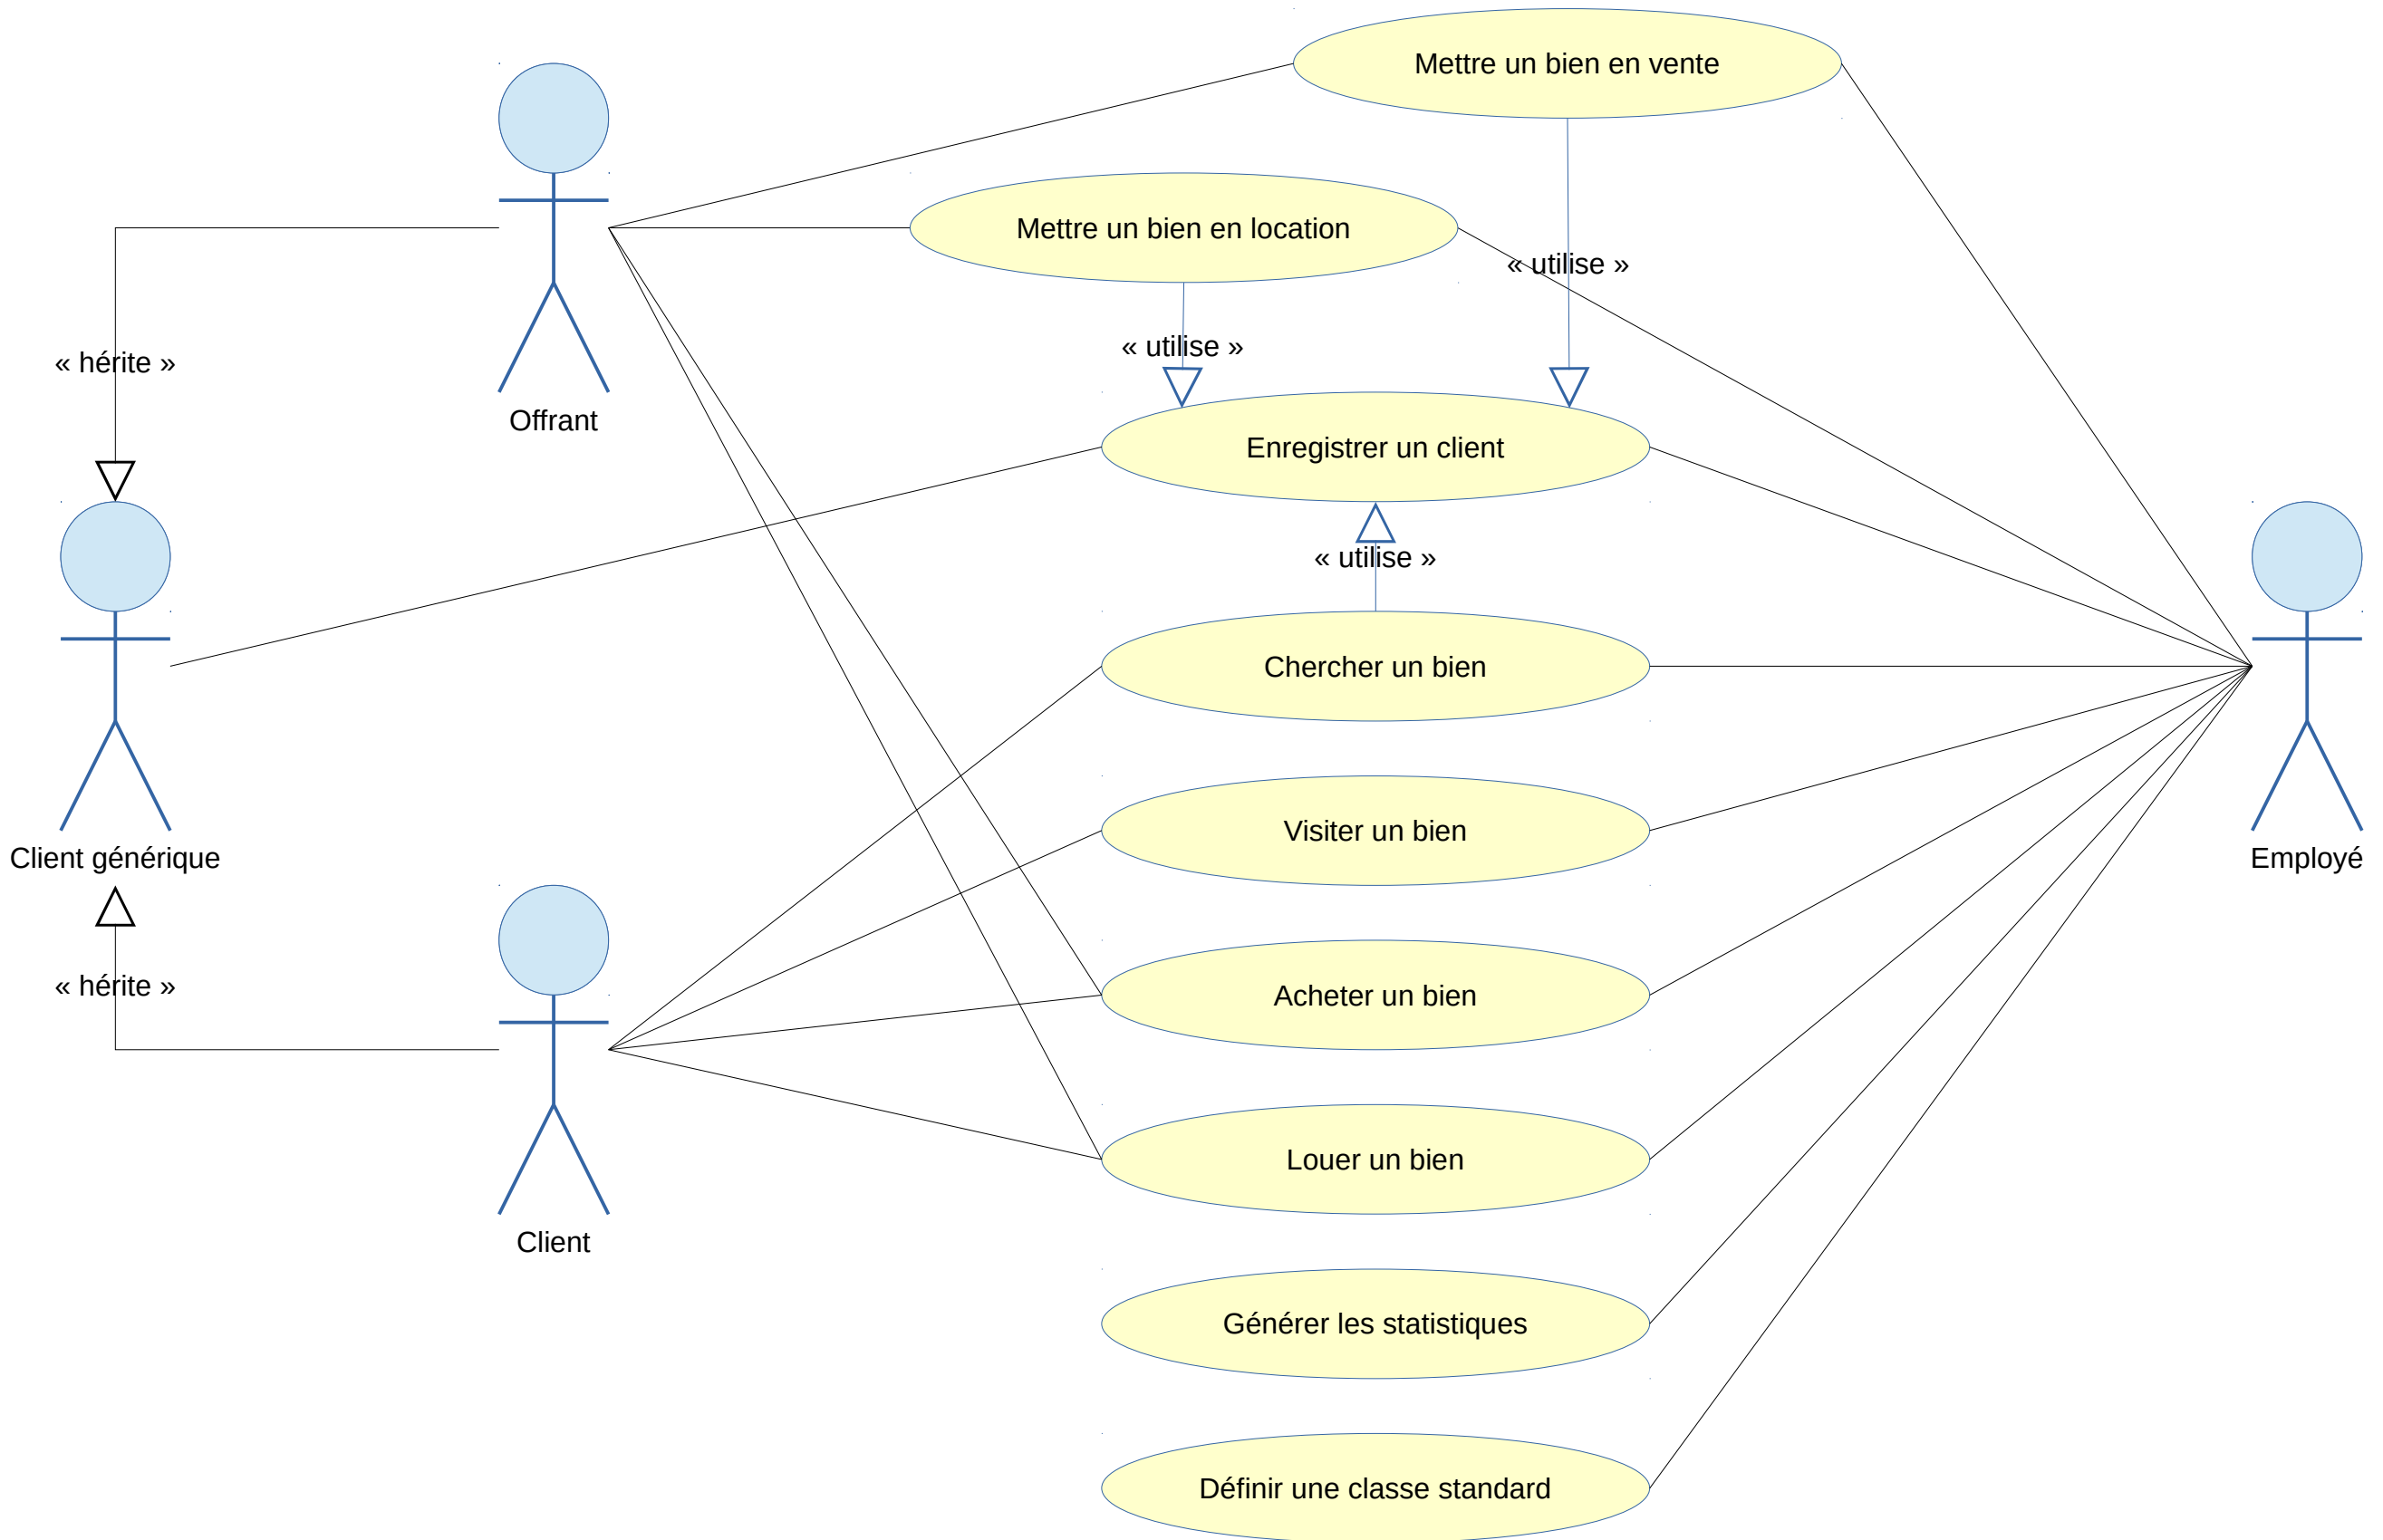 Mettre un bien en vente
Mettre un bien en location
« utilise »
« utilise »
« hérite »
Offrant
Enregistrer un client
« utilise »
Chercher un bien
Visiter un bien
Client générique
Employé
« hérite »
Acheter un bien
Louer un bien
Client
Générer les statistiques
Définir une classe standard